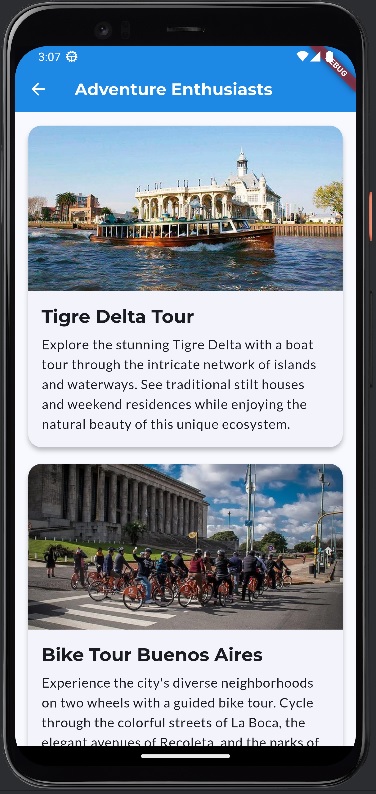 3:07
DEBUG
Adventure Enthusiasts
Tigre Delta Tour
Explore the stunning Tigre Delta with a boat
tour through the intricate network of islands
and waterways. See traditional stilt houses
and weekend residences while enjoying the
natural beauty of this unique ecosystem.
Bike Tour Buenos Aires
Experience the city's diverse neighborhoods
on two wheels with a guided bike tour. Cycle
through the colorful streets of La Boca, the
elegant avenues of Recoleta, and the parks of